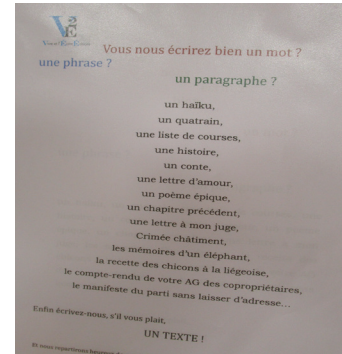 Vous nous écrirez bien un mot ?
une phrase ?
un paragraphe ?
un haïku,
un quatrain,
une liste de courses,
une histoire,
un conte,
une lettre d'amour,
un poème épique,
un chapitre précédent,
une lettre à mon juge,
Crimée châtiment,
les mémoires d'un éléphant,
la recette des chicons à la liégeoise,
le compte-rendu de votre AG des copropriétaires,
le manifeste du parti sans laisser d'adresse...
Enfin écrivez-nous, s'il vous plait,
UN TEXTE !
Et nous repartirons